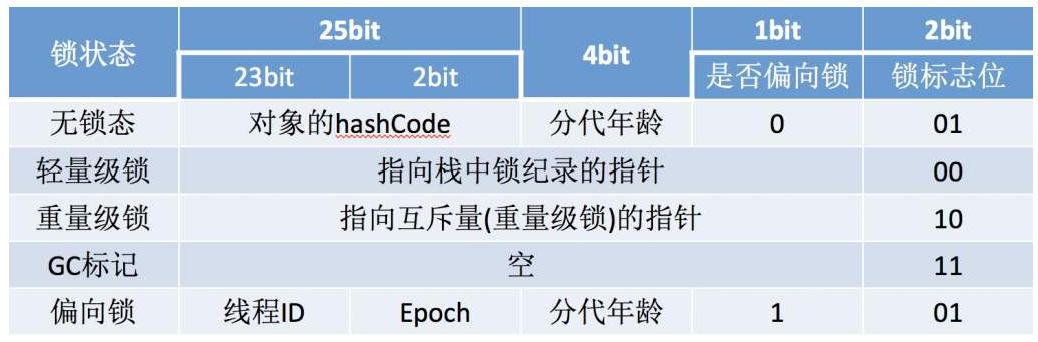 锁状态 25bit 4bit 1bit 2bit
23bit 2bit 是否偏向锁 锁标志位
无锁态 对象的hashCode 分代年龄 0 01
轻量级锁 指向栈中锁纪录的指针 00
重量级锁 指向互斥量(重量级锁)的指针 10
GC标记 空 11
偏向锁 线程ID Epoch 分代年龄 1 01